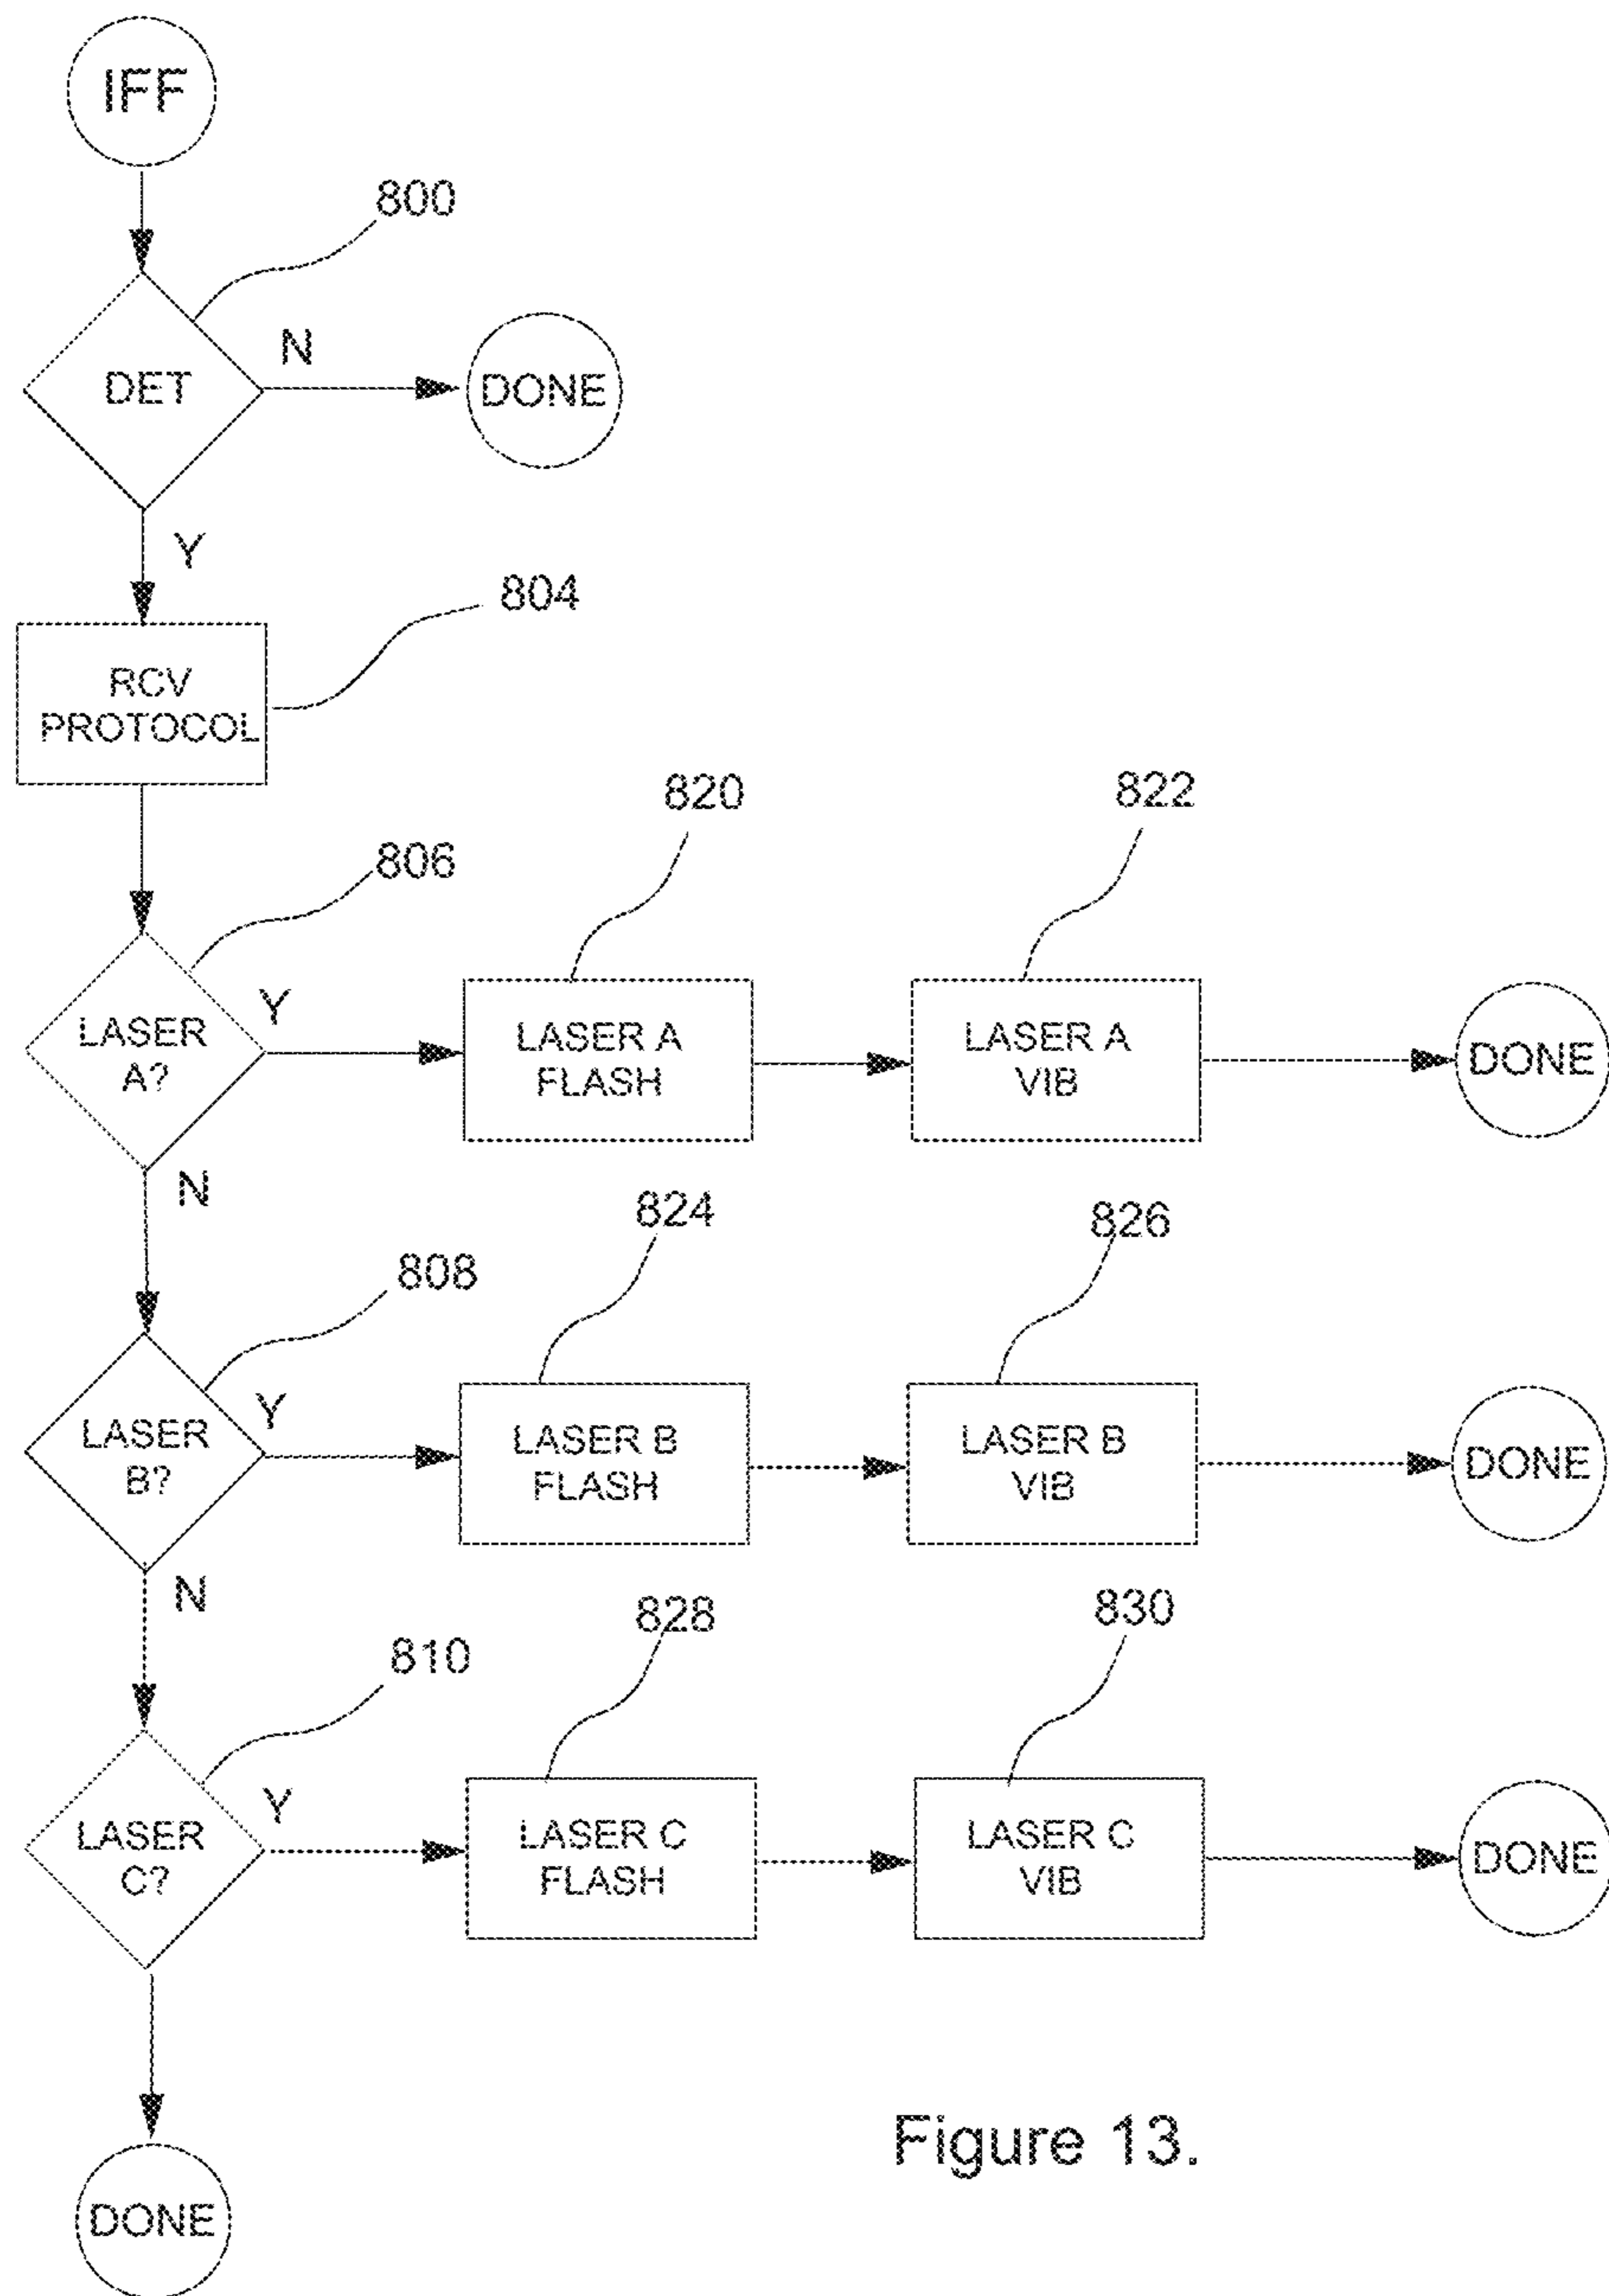 IFF
800
DET
N
DONE
Y
804
RCV
PROTOCOL
820
822
806
LASER
A?
Y
LASER A
FLASH
LASER A
VIB
DONE
N
824
826
808
LASER
B?
Y
LASER B
FLASH
LASER B
VIB
DONE
N
828
830
810
LASER
C?
Y
LASER C
FLASH
LASER C
VIB
DONE
Figure 13.
DONE